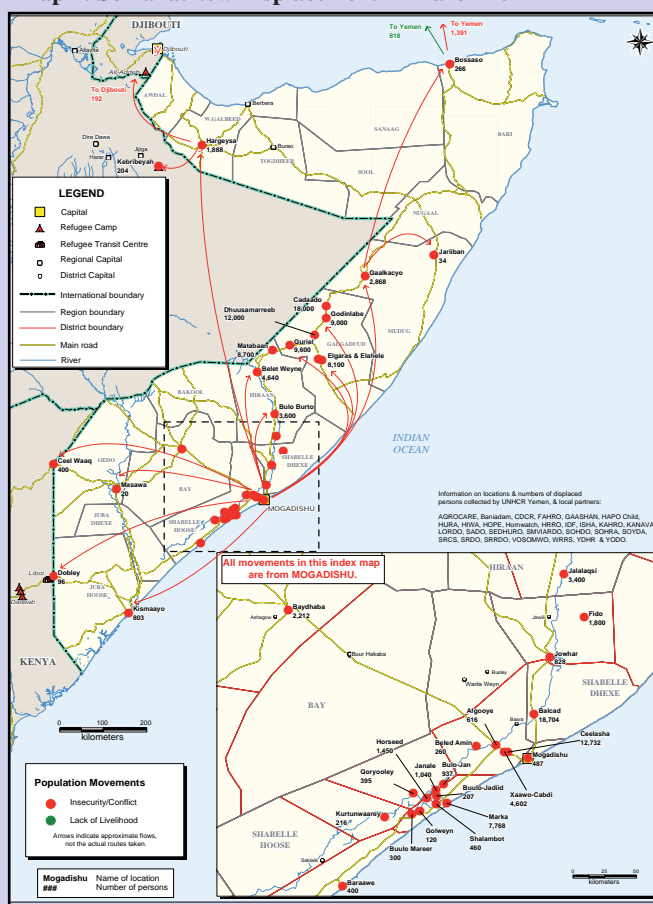 DJIBOUTI
To Yemen
818
To Yemen
1,391
Djibouti
Ali Addeh
To Djibouti
192
AWDAL
Bossaso
266
Berbera
W.GALBEED
Hargeysa
1,888
Burao
TOGDHEER
SANAAG
BARI
SOOL
Dire Dawa
Harar
Jijiga
Kebribeyah
204
NUGAAL
LEGEND
Capital
Refugee Camp
Refugee Transit Centre
Regional Capital
District Capital
International boundary
Region boundary
District boundary
Main road
River
Jariiban
34
Gaalkacyo
2,868
Cadaado
18,000
Godinlabe
9,000
Dhuusamarreeb
12,000
MUDUG
Guriel
9,600
GALGADUUD
Matabaan
8,700
Elgaras & Elahele
8,100
Belet Weyne
4,640
BAKOOL
HIRAAN
Bulo Burto
3,600
INDIAN
OCEAN
Ceel Waaq
400
GEDO
SHABELLE
DHEXE
Masawa
20
BAY
MOGADISHU
JUBA
DHEXE
SHABELLE
HOOSE
Information on locations & numbers of displaced
persons collected by UNHCR Yemen, & local partners:
AGROCARE, Baniadam, CDCR, FAHRO, GAASHAN, HAPO Child,
HURA, HIWA, HOPE, Homwatch, HRRO, IDF, ISHA, KAHRO, KANAVA,
LORDO, SADO, SEDHURO, SMVIARDO, SOHDO, SOHRA, SOYDA,
SRCS, SRDO, SRRDO, VOSOMWO, WRRS, YDHR & YODO.
Liboi
Dobley
96
Dadaab
JUBA
HOOSE
Kismaayo
803
KENYA
0 100 200
kilometers
All movements in this index map
are from MOGADISHU.
HIRAAN
Jalalaqsi
3,400
Baydhaba
2,212
Ashagow
Jawiil
Fido
1,800
Buur Hakaba
Jowhar
828
Busley
Wanla Weyn
SHABELLE
DHEXE
BAY
Algooye
616
Basra
Balcad
18,704
Horseed
1,450
Beled Amin
260
Ceelasha
12,732
Janale
1,040
Bulo-Jan
937
Mogadishu
487
Qoryooley
395
Buulo-Jadiid
207
Xaawo-Cabdi
4,602
Kurtunwaarey
216
Marka
7,768
Golweyn
120
Shalambot
460
SHABELLE
HOOSE
Buulo Mareer
300
Sablale
Baraawe
400
0 25 50
kilometers
Population Movements
Insecurity/Conflict
Lack of Livelihood
Arrows indicate approximate flows,
not the actual routes taken.
Mogadishu Name of location
### Number of persons